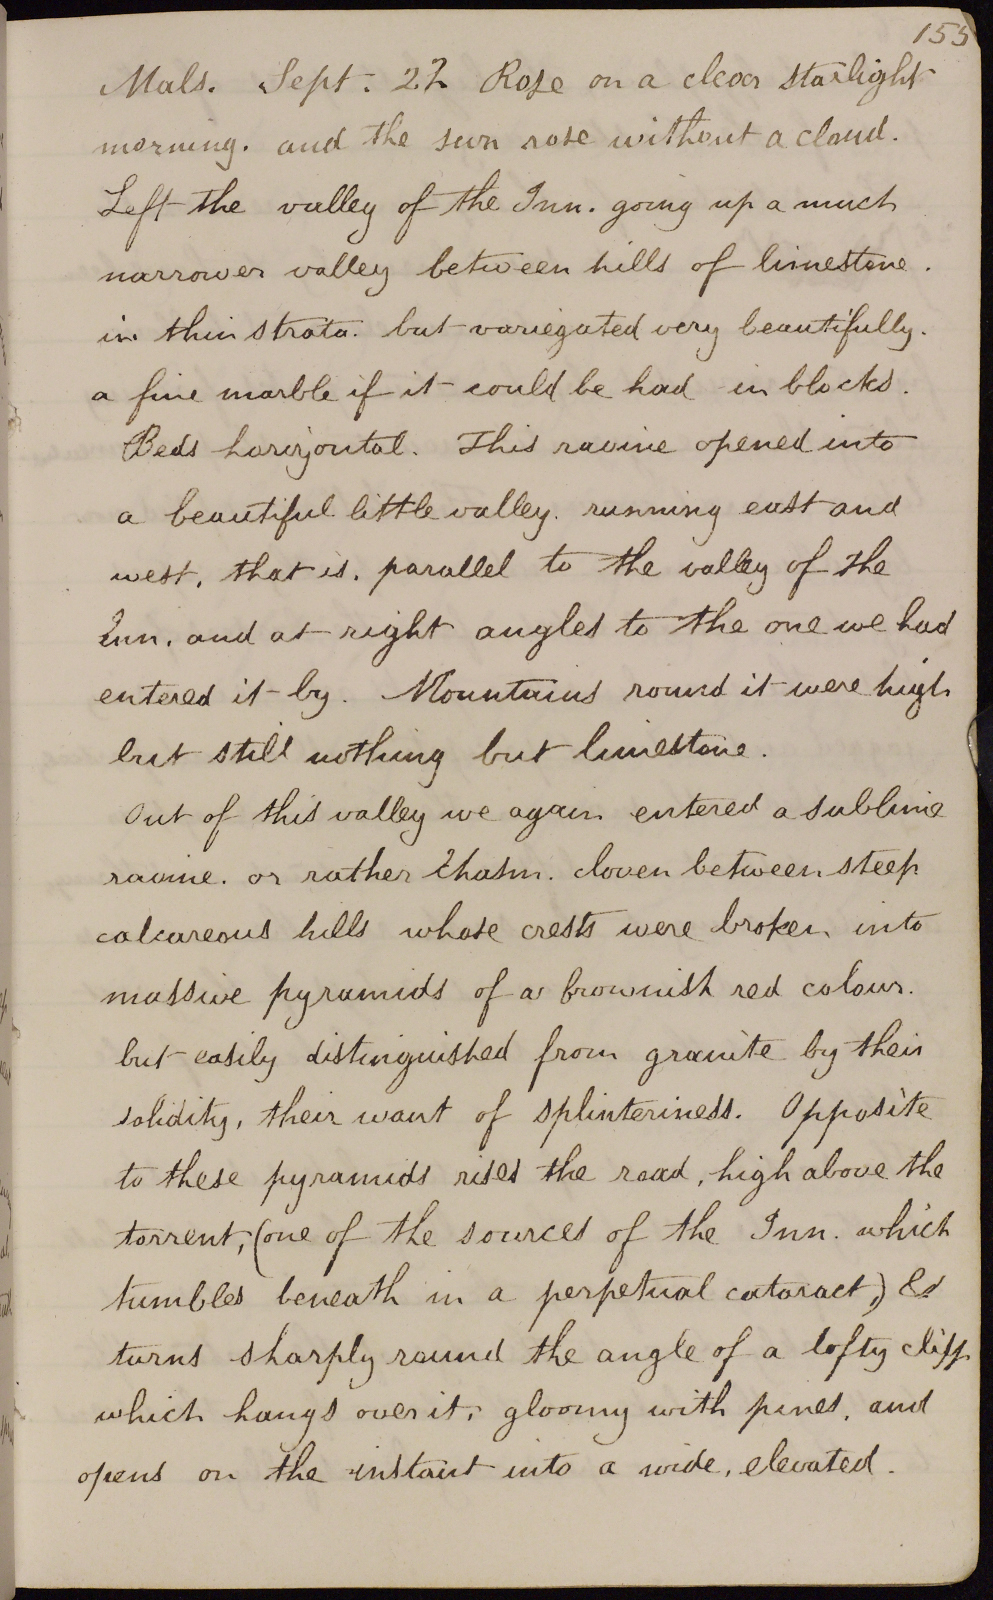 155
Mals. Sept. 22 Rose on a clear starlight
morning. and the sun rose without a cloud.
Left the valley of the Inn. going up a much
narrower valley between hills of limestone.
in thin strata. but variegated very beautifully.
a fine marble if it could be had in blocks.
Beds horizontal. This ravine opened into
a beautiful little valley. running east and
west, that is, parallel to the valley of the
Inn, and at right angles to the one we had
entered it by. Mountains round it were high
but still nothing but limestone.
Out of this valley we again entered a sublime
ravine. or rather Chasm. cloven between steep
calcareous hills whose crests were broken into
massive pyramids of a brownish red colour.
but easily distinguished from granite by their
solidity, their want of splinteriness. Opposite
to these pyramids rises the road, high above the
torrent, (one of the sources of the Inn. which
tumbles beneath in a perpetual cataract,) &
turns sharply round the angle of a lofty cliff
which hangs over it, gloomy with pines, and
opens on the instant into a wide, elevated.